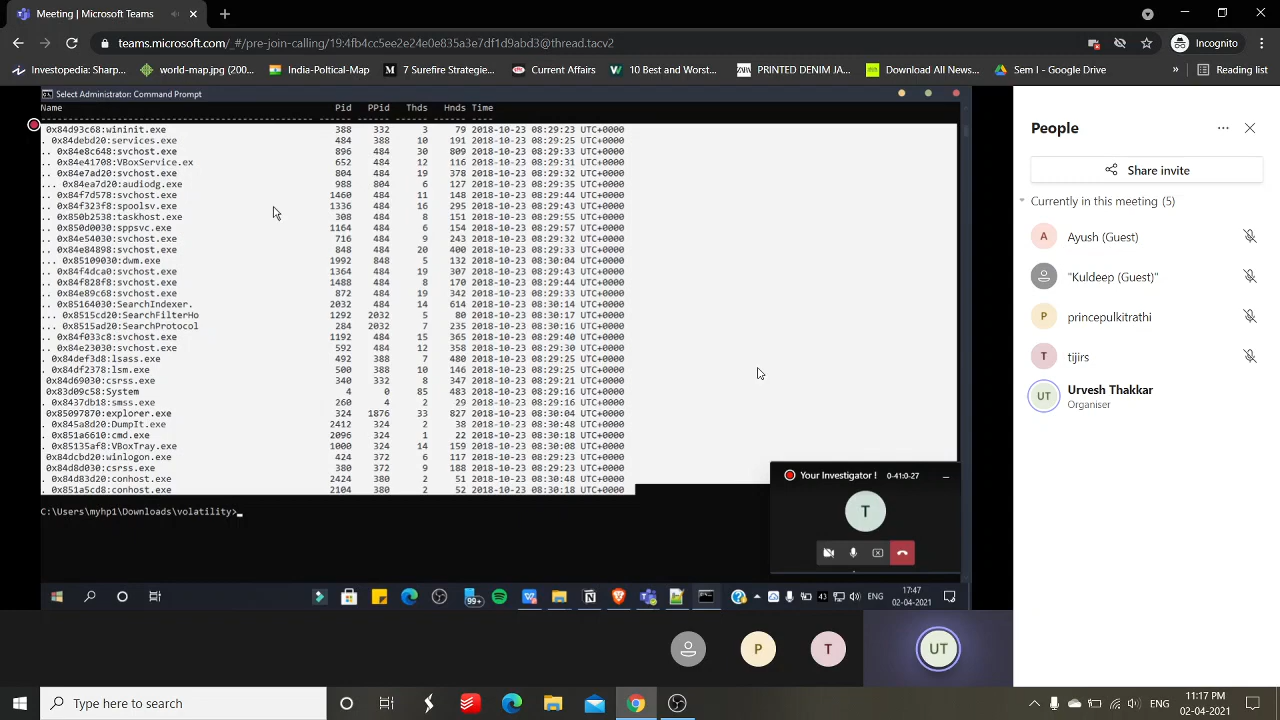 Meeting | Microsoft Teams
teams.microsoft.com/_#/pre-join-calling/19:4fb4cc5ee2e24e0e835a3e7df1d9abd3@thread.tacv2
Incognito
Investopedia: Sharp... world-map.jpg (200... India-Poltical-Map 7 Surefire Strategie... Current Affairs 10 Best and Worst... PRINTED DENIM JA... Download All News... Sem I - Google Drive » Reading list
Select Administrator: Command Prompt
Name Pid PPid Thds Hnds Time
0x84d93c68:wininit.exe 388 332 3 79 2018-10-23 08:29:23 UTC+0000
. 0x84debd20:services.exe 484 388 10 191 2018-10-23 08:29:25 UTC+0000
.. 0x84e8c648:svchost.exe 896 484 30 809 2018-10-23 08:29:33 UTC+0000
.. 0x84e41708:VBoxService.ex 652 484 12 116 2018-10-23 08:29:31 UTC+0000
.. 0x84e7ad20:svchost.exe 804 484 19 378 2018-10-23 08:29:32 UTC+0000
... 0x84ea7d20:audiodg.exe 988 804 6 127 2018-10-23 08:29:35 UTC+0000
.. 0x84f7d578:svchost.exe 1460 484 11 148 2018-10-23 08:29:44 UTC+0000
.. 0x84f323f8:spoolsv.exe 1336 484 16 295 2018-10-23 08:29:43 UTC+0000
.. 0x850b2538:taskhost.exe 308 484 8 151 2018-10-23 08:29:55 UTC+0000
.. 0x850d0030:sppsvc.exe 1164 484 6 154 2018-10-23 08:29:57 UTC+0000
.. 0x84e54030:svchost.exe 716 484 9 243 2018-10-23 08:29:32 UTC+0000
.. 0x84e84898:svchost.exe 848 484 20 400 2018-10-23 08:29:33 UTC+0000
... 0x85109030:dwm.exe 1992 848 5 132 2018-10-23 08:30:04 UTC+0000
.. 0x84f4dca0:svchost.exe 1364 484 19 307 2018-10-23 08:29:43 UTC+0000
.. 0x84f828f8:svchost.exe 1488 484 8 170 2018-10-23 08:29:44 UTC+0000
.. 0x84e89c68:svchost.exe 872 484 19 342 2018-10-23 08:29:33 UTC+0000
.. 0x85164030:SearchIndexer. 2032 484 14 614 2018-10-23 08:30:14 UTC+0000
... 0x8515cd20:SearchFilterHo 1292 2032 5 80 2018-10-23 08:30:17 UTC+0000
... 0x8515ad20:SearchProtocol 284 2032 7 235 2018-10-23 08:30:16 UTC+0000
.. 0x84f033c8:svchost.exe 1192 484 15 365 2018-10-23 08:29:40 UTC+0000
.. 0x84e23030:svchost.exe 592 484 12 358 2018-10-23 08:29:30 UTC+0000
. 0x84def3d8:lsass.exe 492 388 7 480 2018-10-23 08:29:25 UTC+0000
. 0x84df2378:lsm.exe 500 388 10 146 2018-10-23 08:29:25 UTC+0000
0x84d69030:csrss.exe 340 332 8 347 2018-10-23 08:29:21 UTC+0000
0x83d09c58:System 4 0 85 483 2018-10-23 08:29:16 UTC+0000
. 0x8437db18:smss.exe 260 4 2 29 2018-10-23 08:29:16 UTC+0000
0x85097870:explorer.exe 324 1876 33 827 2018-10-23 08:30:04 UTC+0000
. 0x845a8d20:DumpIt.exe 2412 324 2 38 2018-10-23 08:30:48 UTC+0000
. 0x851a6610:cmd.exe 2096 324 1 22 2018-10-23 08:30:18 UTC+0000
. 0x85135af8:VBoxTray.exe 1000 324 14 159 2018-10-23 08:30:08 UTC+0000
0x84dcbd20:winlogon.exe 424 372 6 117 2018-10-23 08:29:23 UTC+0000
0x84d8d030:csrss.exe 380 372 9 188 2018-10-23 08:29:23 UTC+0000
. 0x84d83d20:conhost.exe 2424 380 2 51 2018-10-23 08:30:48 UTC+0000
. 0x851a5cd8:conhost.exe 2104 380 2 52 2018-10-23 08:30:18 UTC+0000
C:\Users\myhp1\Downloads\volatility>
Your Investigator ! 0-41:0-27
T
99+ 43 ENG 17:47
02-04-2021
People
Share invite
Currently in this meeting (5)
A Ayush (Guest)
"Kuldeep (Guest)"
P princepulkitrathi
T tijirs
UT Urvesh Thakkar
Organiser
P T UT
Type here to search
ENG 11:17 PM
02-04-2021